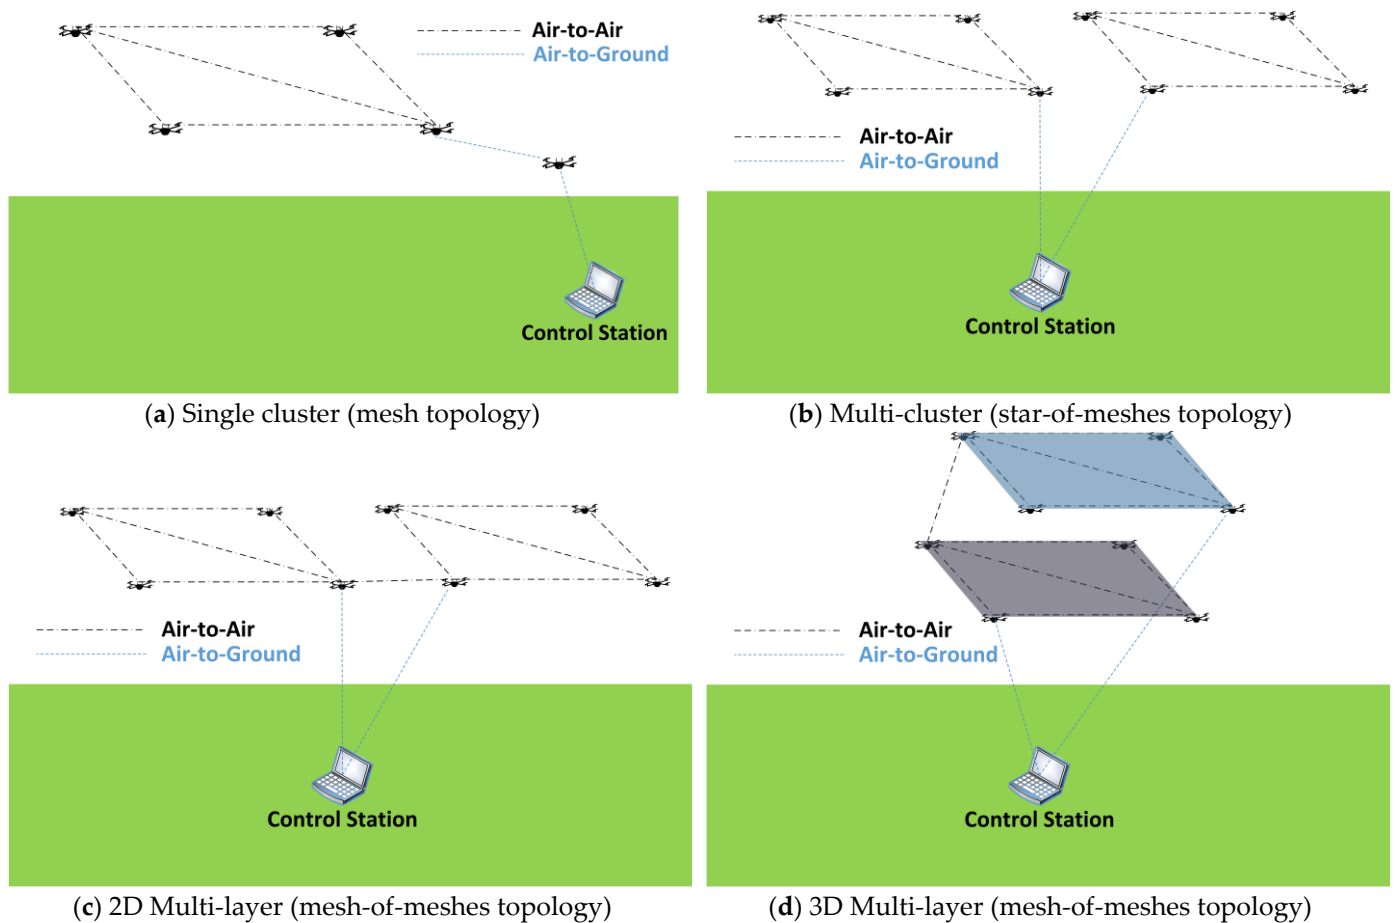 Air-to-Air
Air-to-Ground
Control Station
(a) Single cluster (mesh topology)
Air-to-Air
Air-to-Ground
Control Station
(b) Multi-cluster (star-of-meshes topology)
Air-to-Air
Air-to-Ground
Control Station
(c) 2D Multi-layer (mesh-of-meshes topology)
Air-to-Air
Air-to-Ground
Control Station
(d) 3D Multi-layer (mesh-of-meshes topology)